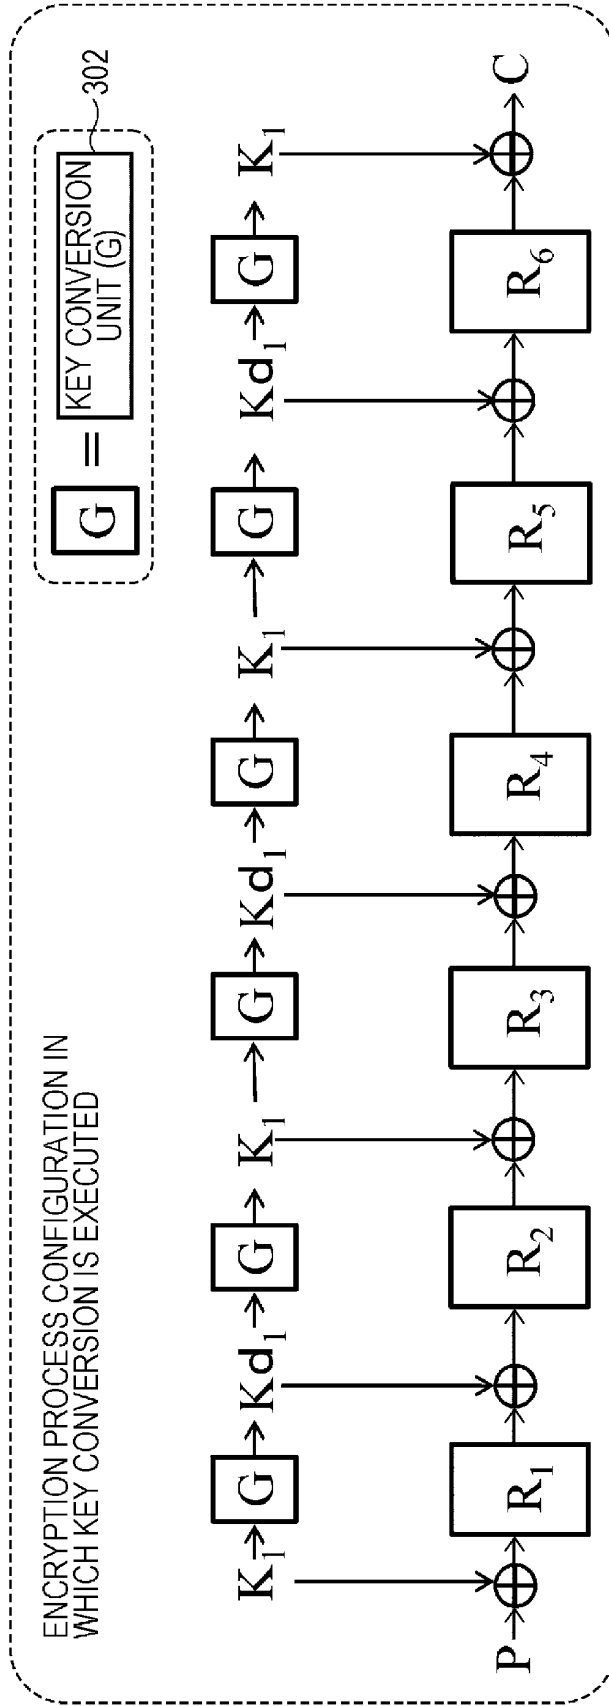 ENCRYPTION PROCESS CONFIGURATION IN
WHICH KEY CONVERSION IS EXECUTED
G = KEY CONVERSION
UNIT (G)
302
K1 G Kd1 G K1 G Kd1 G K1 G Kd1 G K1
P R1 R2 R3 R4 R5 R6 C